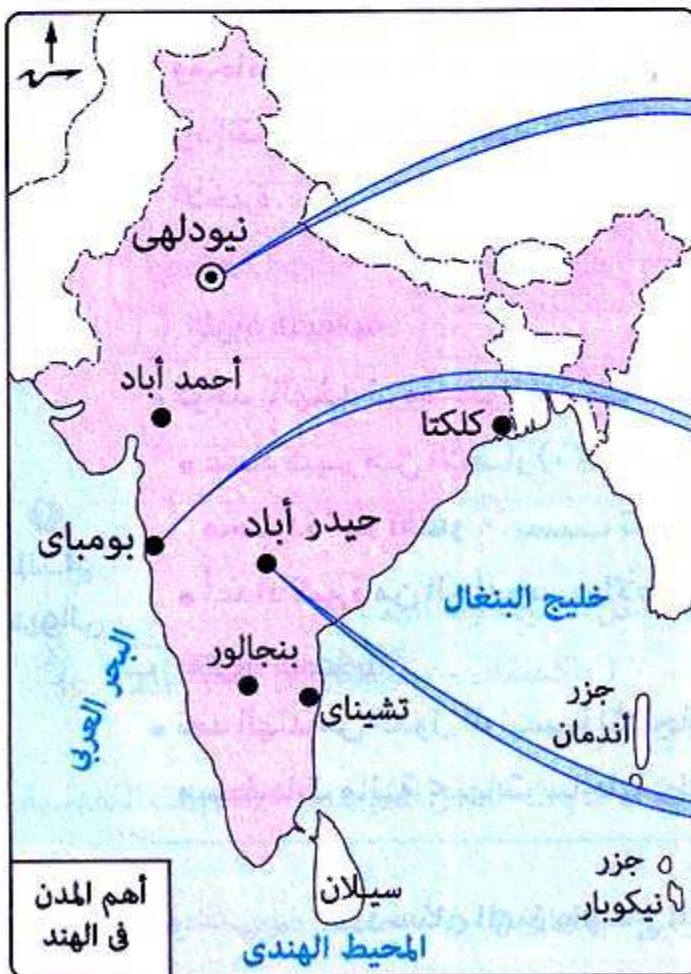 نيودلهى
أحمد أباد
كلكتا
بومباى
حيدر أباد
خليج البنغال
البحر العربي
بنجالور
تشيناى
جزر
أندمان
سيلان
جزر
نيكوبار
المحيط الهندى
أهم المدن
فى الهند